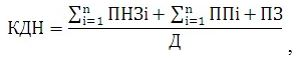 КДН = (∑ⁿᵢ₌₁ ПНЗi + ∑ⁿᵢ₌₁ ППi + ПЗ) / Д ,